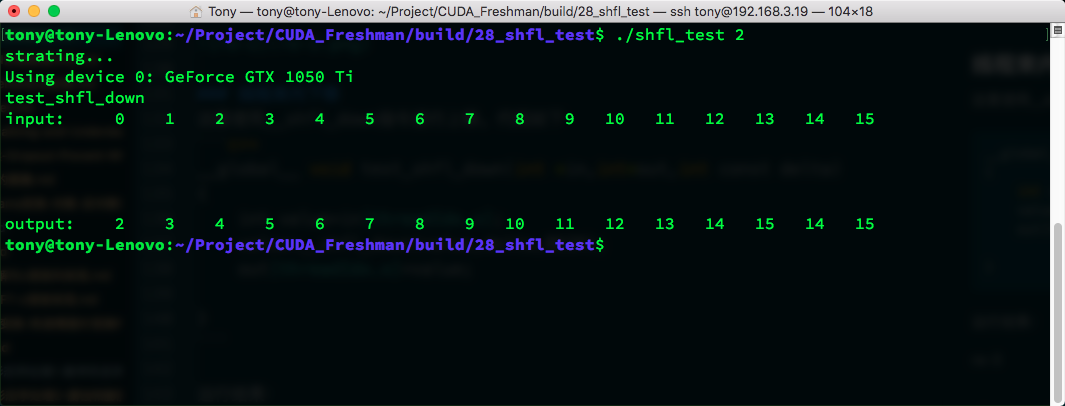 Tony — tony@tony-Lenovo: ~/Project/CUDA_Freshman/build/28_shfl_test — ssh tony@192.168.3.19 — 104×18
[tony@tony-Lenovo:~/Project/CUDA_Freshman/build/28_shfl_test$ ./shfl_test 2 ]
strating...
Using device 0: GeForce GTX 1050 Ti
test_shfl_down
input: 0 1 2 3 4 5 6 7 8 9 10 11 12 13 14 15
output: 2 3 4 5 6 7 8 9 10 11 12 13 14 15 14 15
tony@tony-Lenovo:~/Project/CUDA_Freshman/build/28_shfl_test$